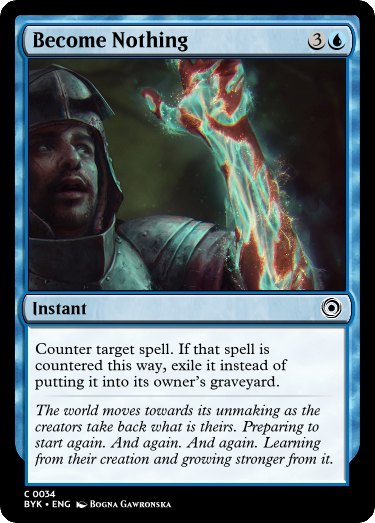 Become Nothing 3
Instant
Counter target spell. If that spell is
countered this way, exile it instead of
putting it into its owner's graveyard.
The world moves towards its unmaking as the
creators take back what is theirs. Preparing to
start again. And again. And again. Learning
from their creation and growing stronger from it.
C 0034
BYK • ENG Bogna Gawronska